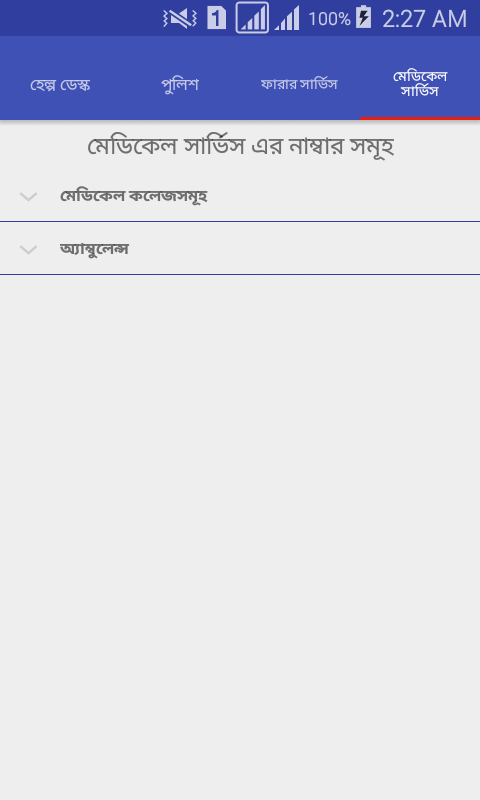 1 100% 2:27 AM
হেল্প ডেস্ক পুলিশ ফারার সার্ভিস মেডিকেল সার্ভিস
মেডিকেল সার্ভিস এর নাম্বার সমূহ
মেডিকেল কলেজসমূহ
অ্যাম্বুলেন্স